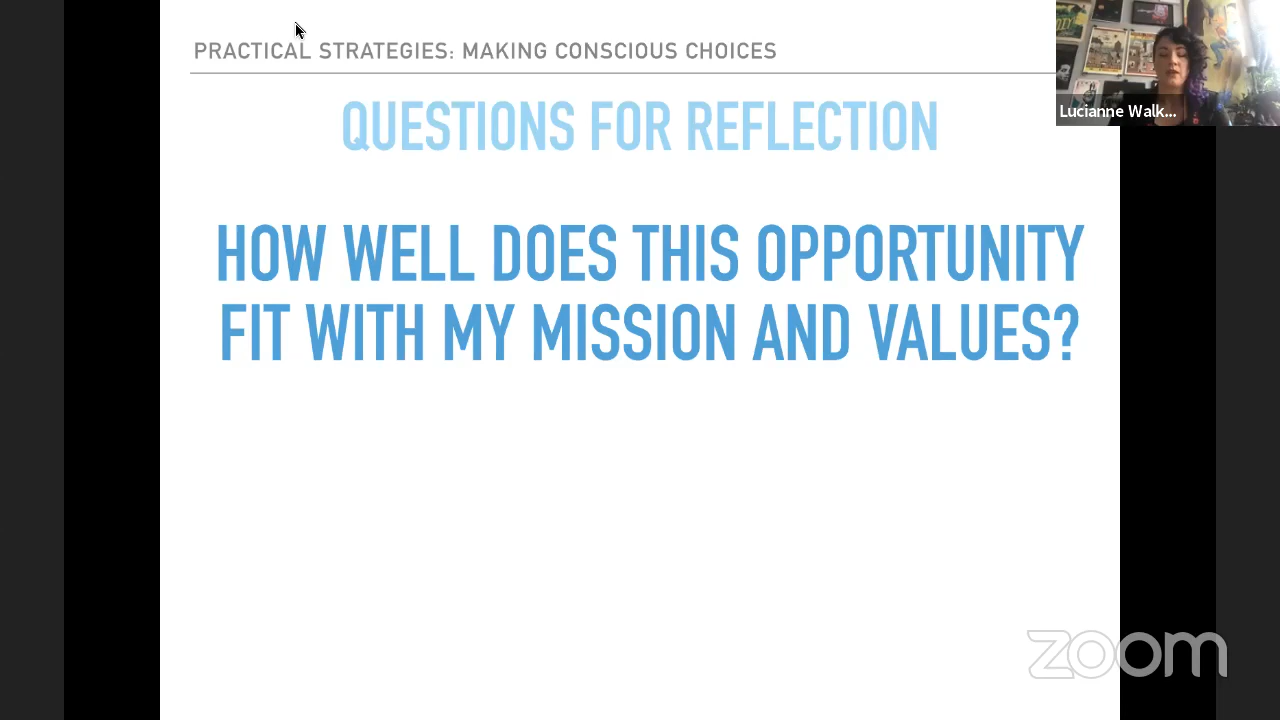 PRACTICAL STRATEGIES: MAKING CONSCIOUS CHOICES
QUESTIONS FOR REFLECTION
HOW WELL DOES THIS OPPORTUNITY
FIT WITH MY MISSION AND VALUES?
Lucianne Walk...
zoom